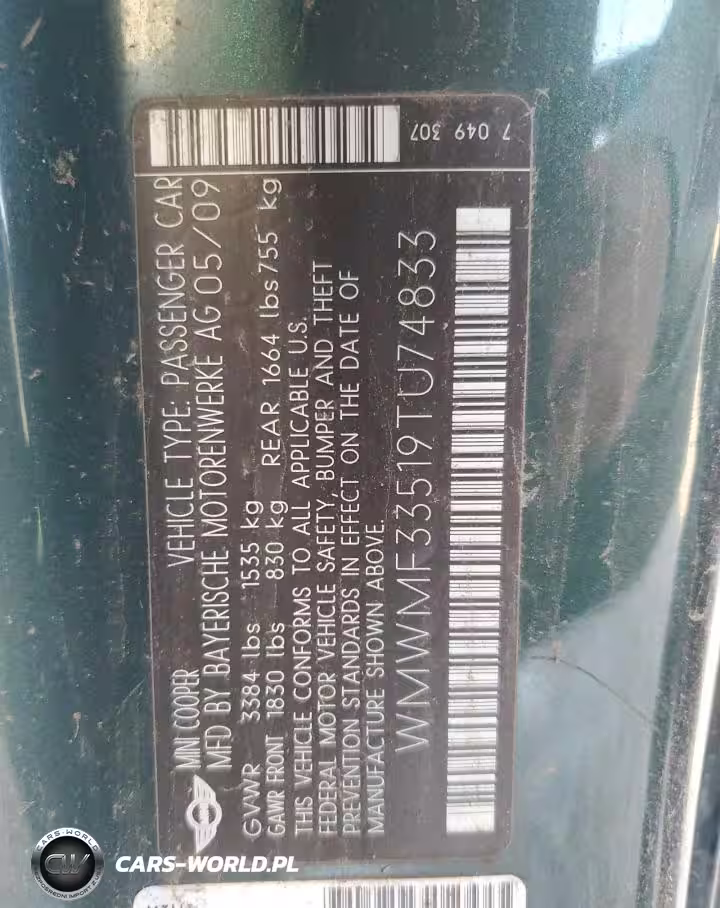 7 049 307
MINI COOPER VEHICLE TYPE: PASSENGER CAR
MFD BY BAYERISCHE MOTORENWERKE AG 05/09
GVWR 3384 lbs 1535 kg
GAWR FRONT 1830 lbs 830 kg REAR 1664 lbs 755 kg
THIS VEHICLE CONFORMS TO ALL APPLICABLE U.S.
FEDERAL MOTOR VEHICLE SAFETY, BUMPER AND THEFT
PREVENTION STANDARDS IN EFFECT ON THE DATE OF
MANUFACTURE SHOWN ABOVE.
WMWMF33519TU74833
CARS-WORLD
CW
CARS-WORLD.PL